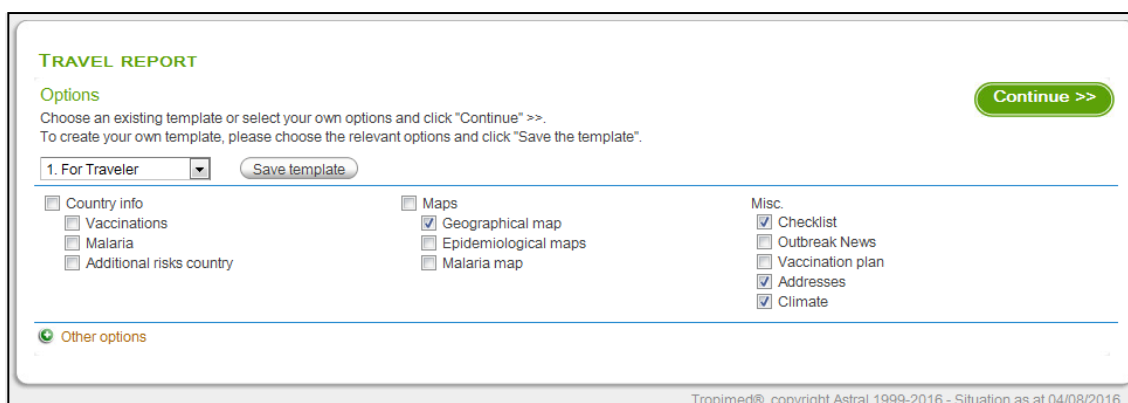 TRAVEL REPORT
Options
Continue >>
Choose an existing template or select your own options and click "Continue" >>.
To create your own template, please choose the relevant options and click "Save the template".
1. For Traveler
Save template
Country info
Vaccinations
Malaria
Additional risks country
Maps
Geographical map
Epidemiological maps
Malaria map
Misc.
Checklist
Outbreak News
Vaccination plan
Addresses
Climate
Other options
Tropimed®, copyright Astral 1999-2016 - Situation as at 04/08/2016